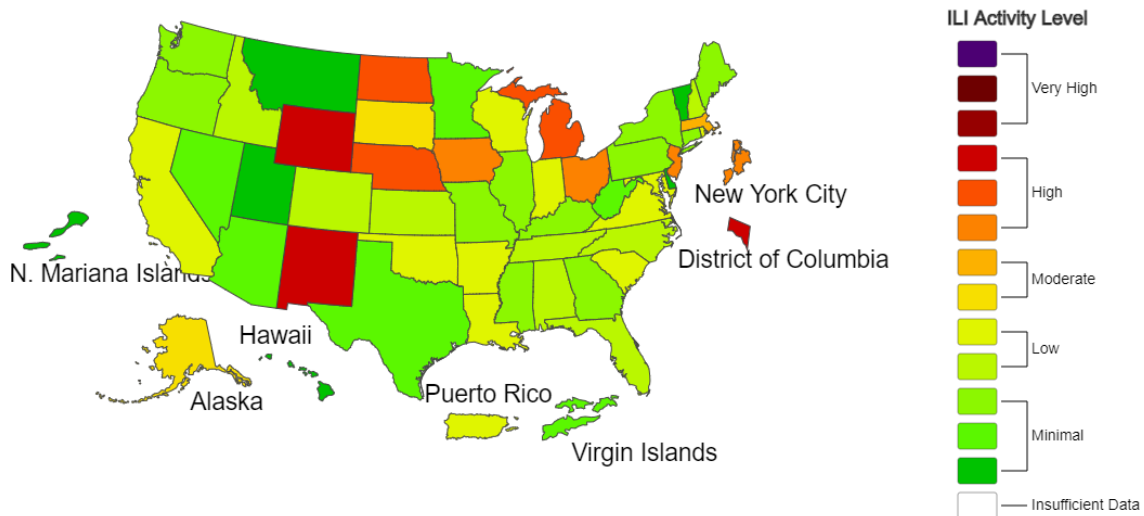 ILI Activity Level
Very High
High
Moderate
Low
Minimal
Insufficient Data
New York City
District of Columbia
N. Mariana Islands
Hawaii
Alaska
Puerto Rico
Virgin Islands